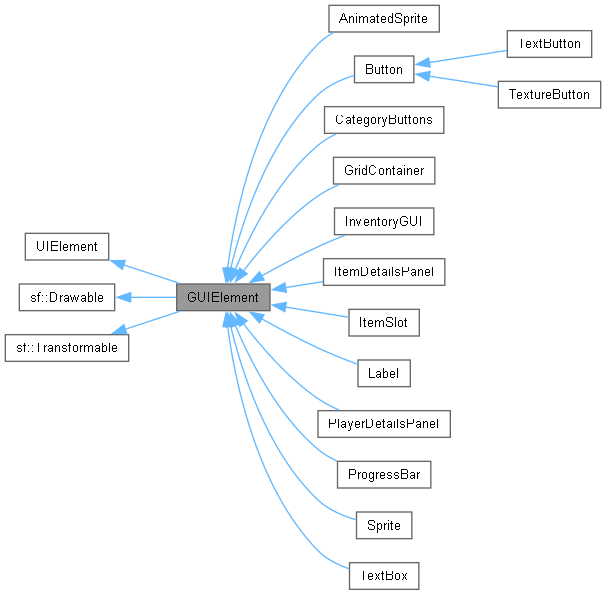 AnimatedSprite
Button
TextButton
TextureButton
CategoryButtons
GridContainer
InventoryGUI
UIElement
ItemDetailsPanel
sf::Drawable
GUIElement
ItemSlot
sf::Transformable
Label
PlayerDetailsPanel
ProgressBar
Sprite
TextBox